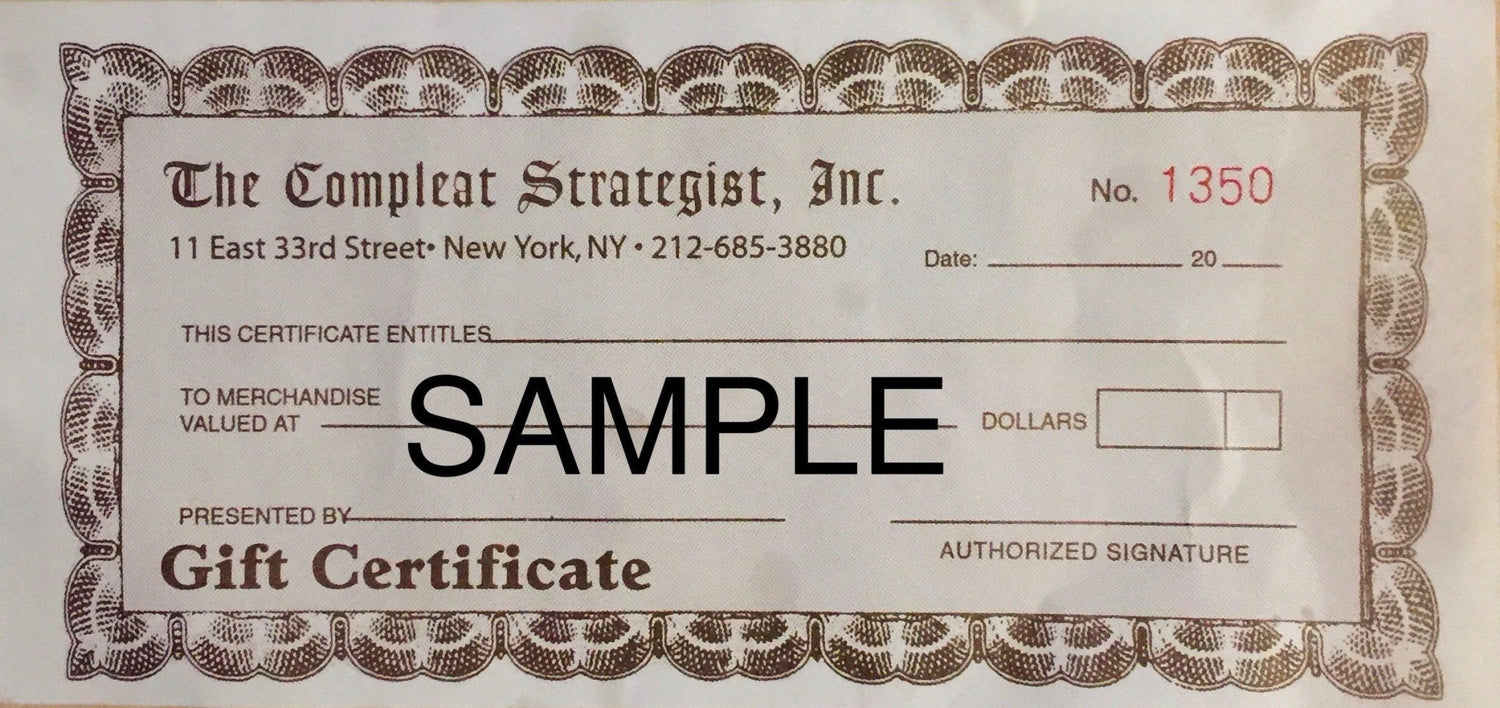 The Compleat Strategist, Inc.
No. 1350
11 East 33rd Street• New York, NY • 212-685-3880
Date: 20
THIS CERTIFICATE ENTITLES
TO MERCHANDISE
VALUED AT
SAMPLE
DOLLARS
PRESENTED BY
AUTHORIZED SIGNATURE
Gift Certificate